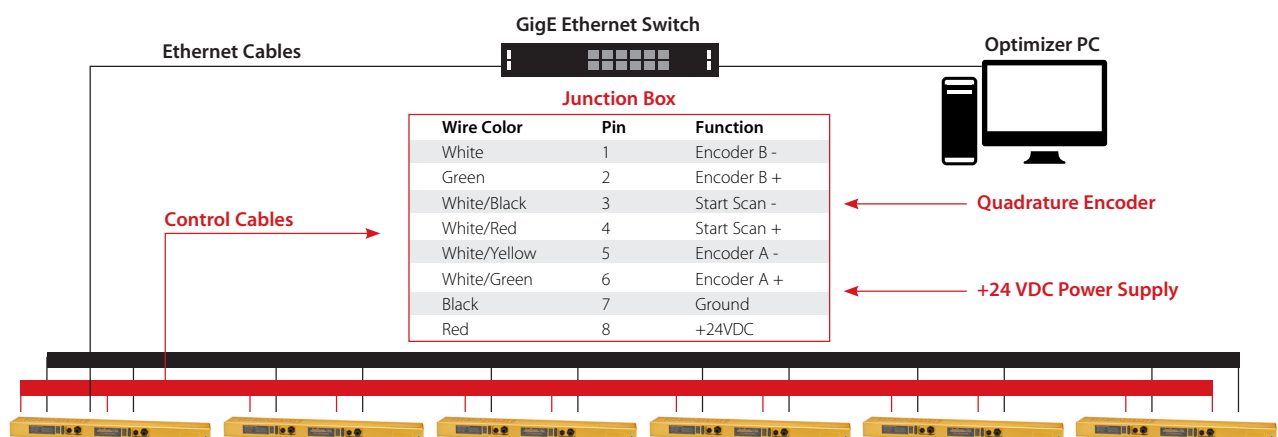 GigE Ethernet Switch
Ethernet Cables
Optimizer PC
Junction Box
Wire Color Pin Function
White 1 Encoder B -
Green 2 Encoder B +
White/Black 3 Start Scan -
White/Red 4 Start Scan +
White/Yellow 5 Encoder A -
White/Green 6 Encoder A +
Black 7 Ground
Red 8 +24VDC
Control Cables
Quadrature Encoder
+24 VDC Power Supply